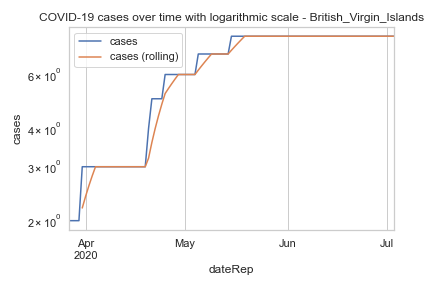 COVID-19 cases over time with logarithmic scale - British_Virgin_Islands
cases
cases (rolling)
6 × 10⁰
4 × 10⁰
3 × 10⁰
2 × 10⁰
cases
Apr
2020
May
Jun
Jul
dateRep